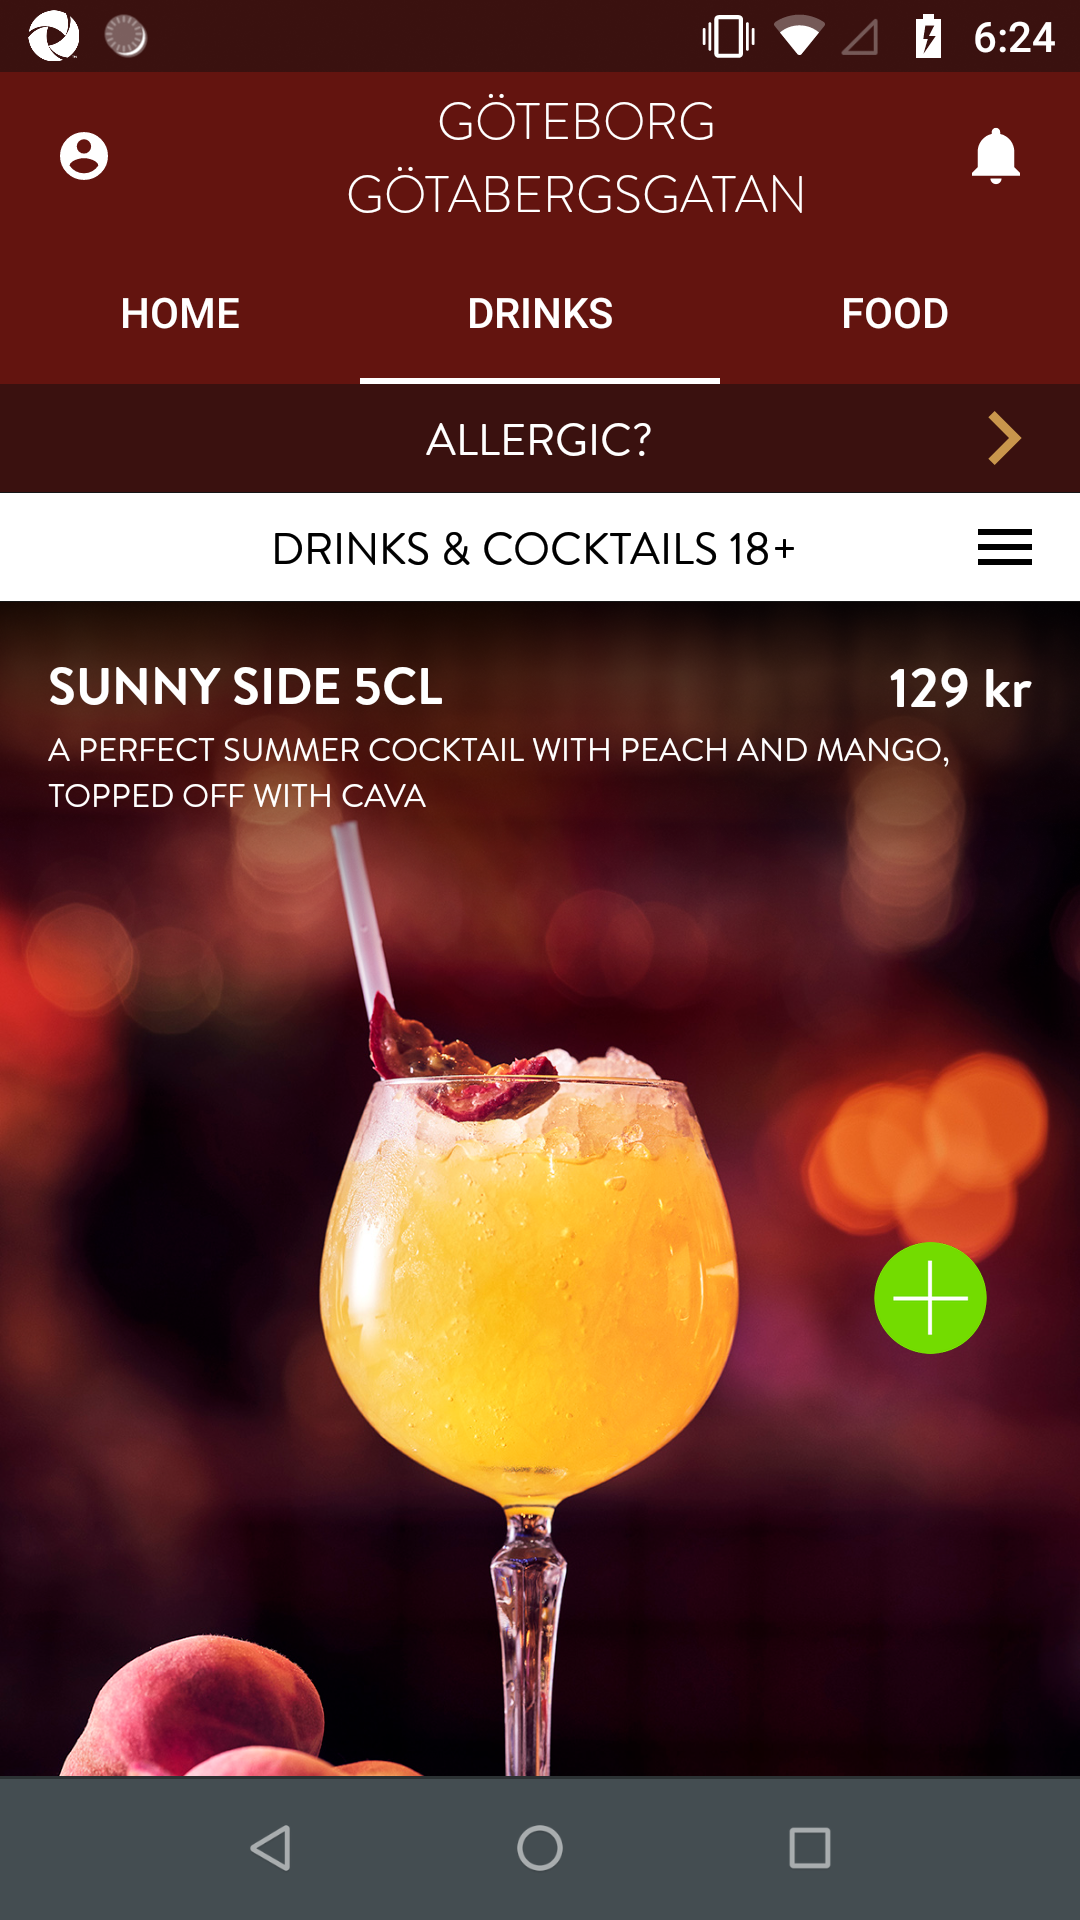 6:24
GÖTEBORG
GÖTABERGSGATAN
HOME DRINKS FOOD
ALLERGIC?
DRINKS & COCKTAILS 18+
SUNNY SIDE 5CL 129 kr
A PERFECT SUMMER COCKTAIL WITH PEACH AND MANGO,
TOPPED OFF WITH CAVA